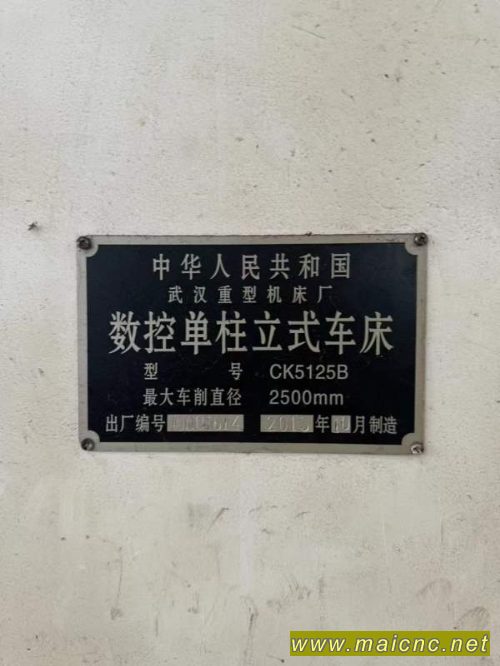 中华人民共和国
武汉重型机床厂
数控单柱立式车床
型 号 CK5125B
最大车削直径 2500mm
出厂编号 年 月制造
www.maicnc.net